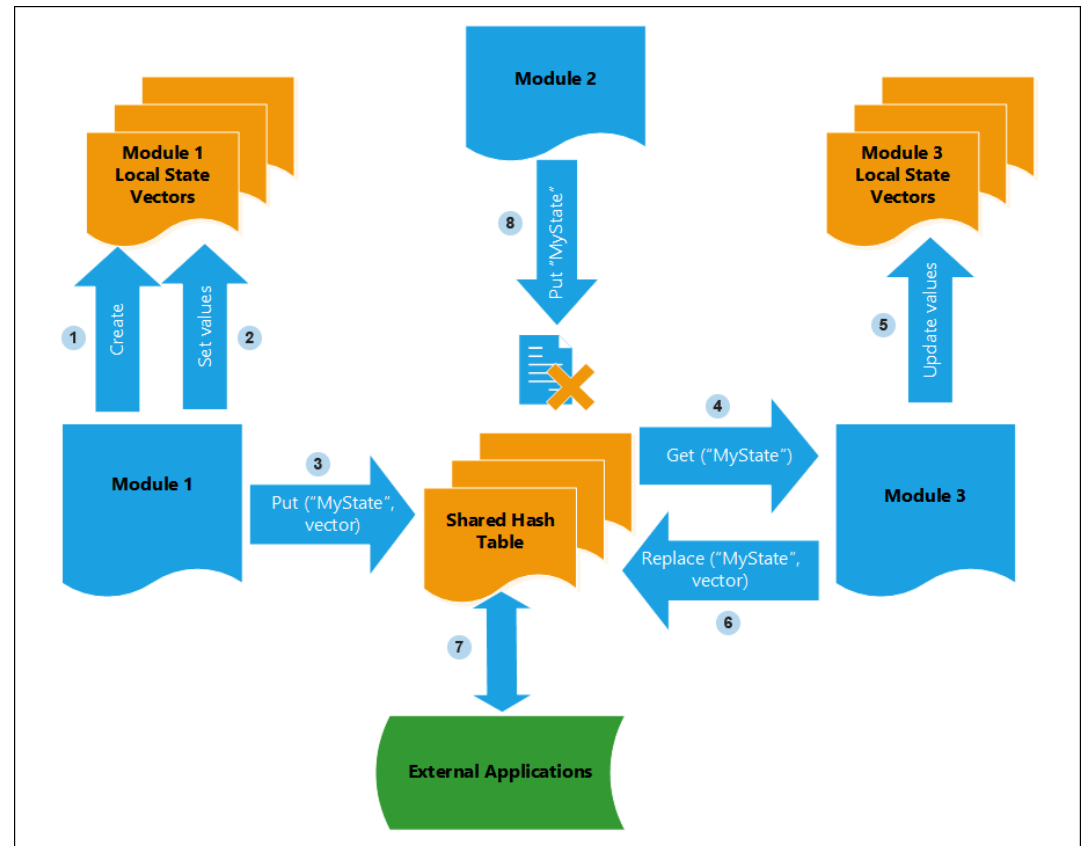 Module 2
Module 1
Local State
Vectors
Module 3
Local State
Vectors
8
Put “MyState”
1
Create
Set values
2
5
Update values
4
Get (“MyState”)
Module 1
3
Put (“MyState”,
vector)
Shared Hash
Table
Module 3
Replace (“MyState”,
vector)
6
7
External Applications